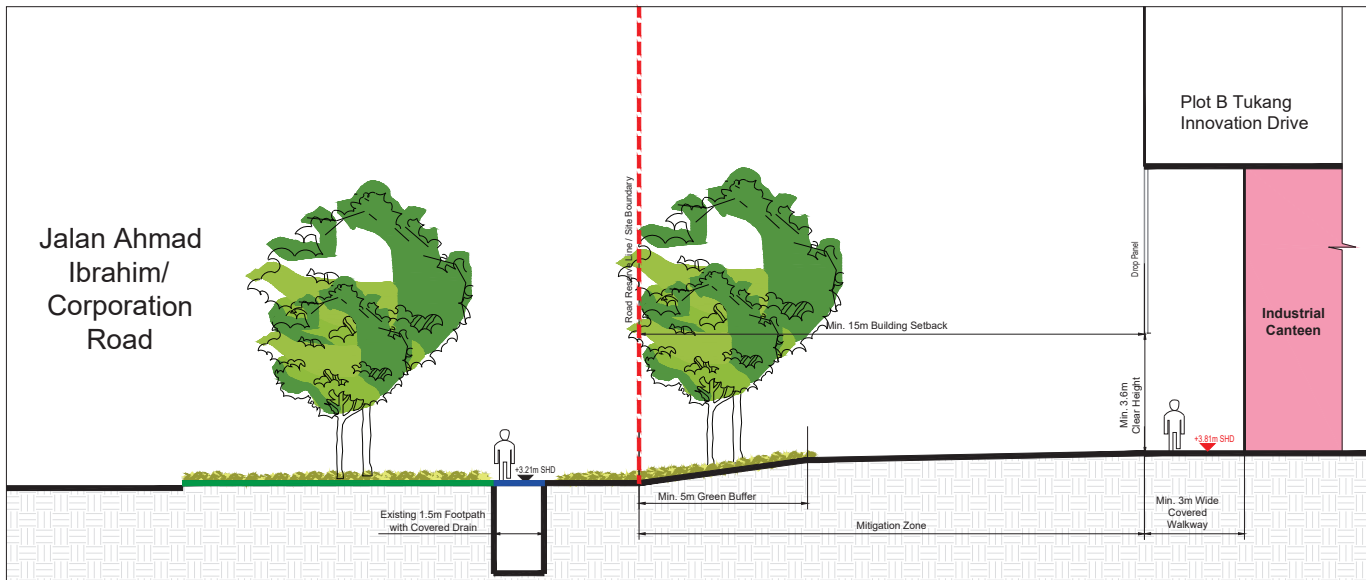 Plot B Tukang
Innovation Drive
Jalan Ahmad
Ibrahim/
Corporation
Road
Road Reserve Line / Site Boundary
Drop Panel
Min. 15m Building Setback
Industrial
Canteen
Min. 3.6m
Clear Height
+3.81m SHD
+3.21m SHD
Min. 5m Green Buffer
Existing 1.5m Footpath
with Covered Drain
Mitigation Zone
Min. 3m Wide
Covered
Walkway